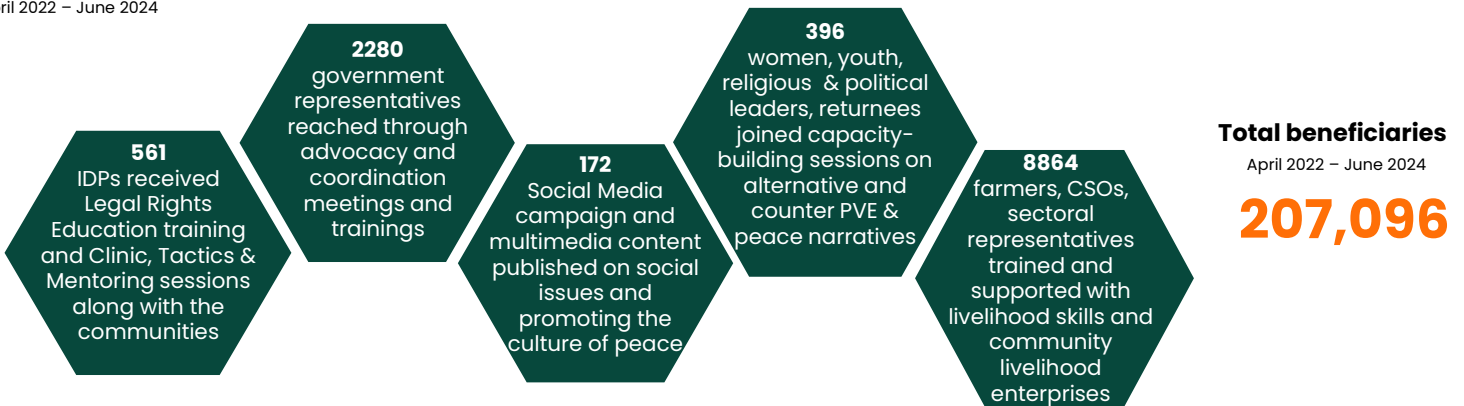 ril 2022 – June 2024
561
IDPs received
Legal Rights
Education training
and Clinic, Tactics &
Mentoring sessions
along with the
communities
2280
government
representatives
reached through
advocacy and
coordination
meetings and
trainings
172
Social Media
campaign and
multimedia content
published on social
issues and
promoting the
culture of peace
396
women, youth,
religious & political
leaders, returnees
joined capacity-
building sessions on
alternative and
counter PVE &
peace narratives
8864
farmers, CSOs,
sectoral
representatives
trained and
supported with
livelihood skills and
community
livelihood
enterprises
Total beneficiaries
April 2022 – June 2024
207,096